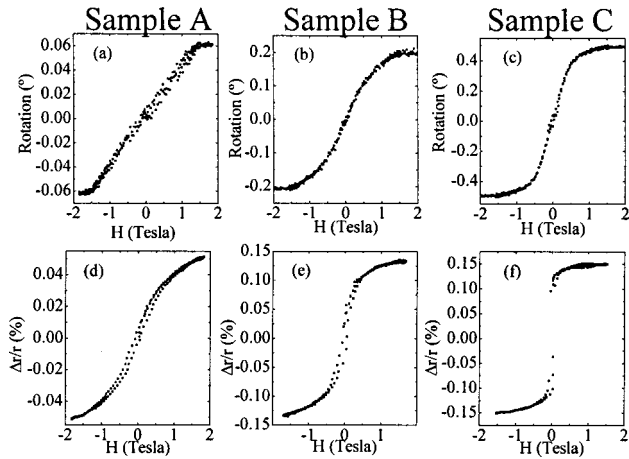 Sample A Sample B Sample C
(a) (b) (c)
Rotation (°)
0.06
0.04
0.02
0.00
-0.02
-0.04
-0.06
-2 -1 0 1 2
H (Tesla)
Rotation (°)
0.2
0.1
0.0
-0.1
-0.2
-2 -1 0 1 2
H (Tesla)
Rotation (°)
0.4
0.2
0.0
-0.2
-0.4
-2 -1 0 1 2
H (Tesla)
(d) (e) (f)
Δr/r (%)
0.04
0.02
0.00
-0.02
-0.04
-2 -1 0 1 2
H (Tesla)
Δr/r (%)
0.15
0.10
0.05
0.00
-0.05
-0.10
-0.15
-2 0 2
H (Tesla)
Δr/r (%)
0.15
0.10
0.05
0.00
-0.05
-0.10
-0.15
-2 -1 0 1 2
H (Tesla)